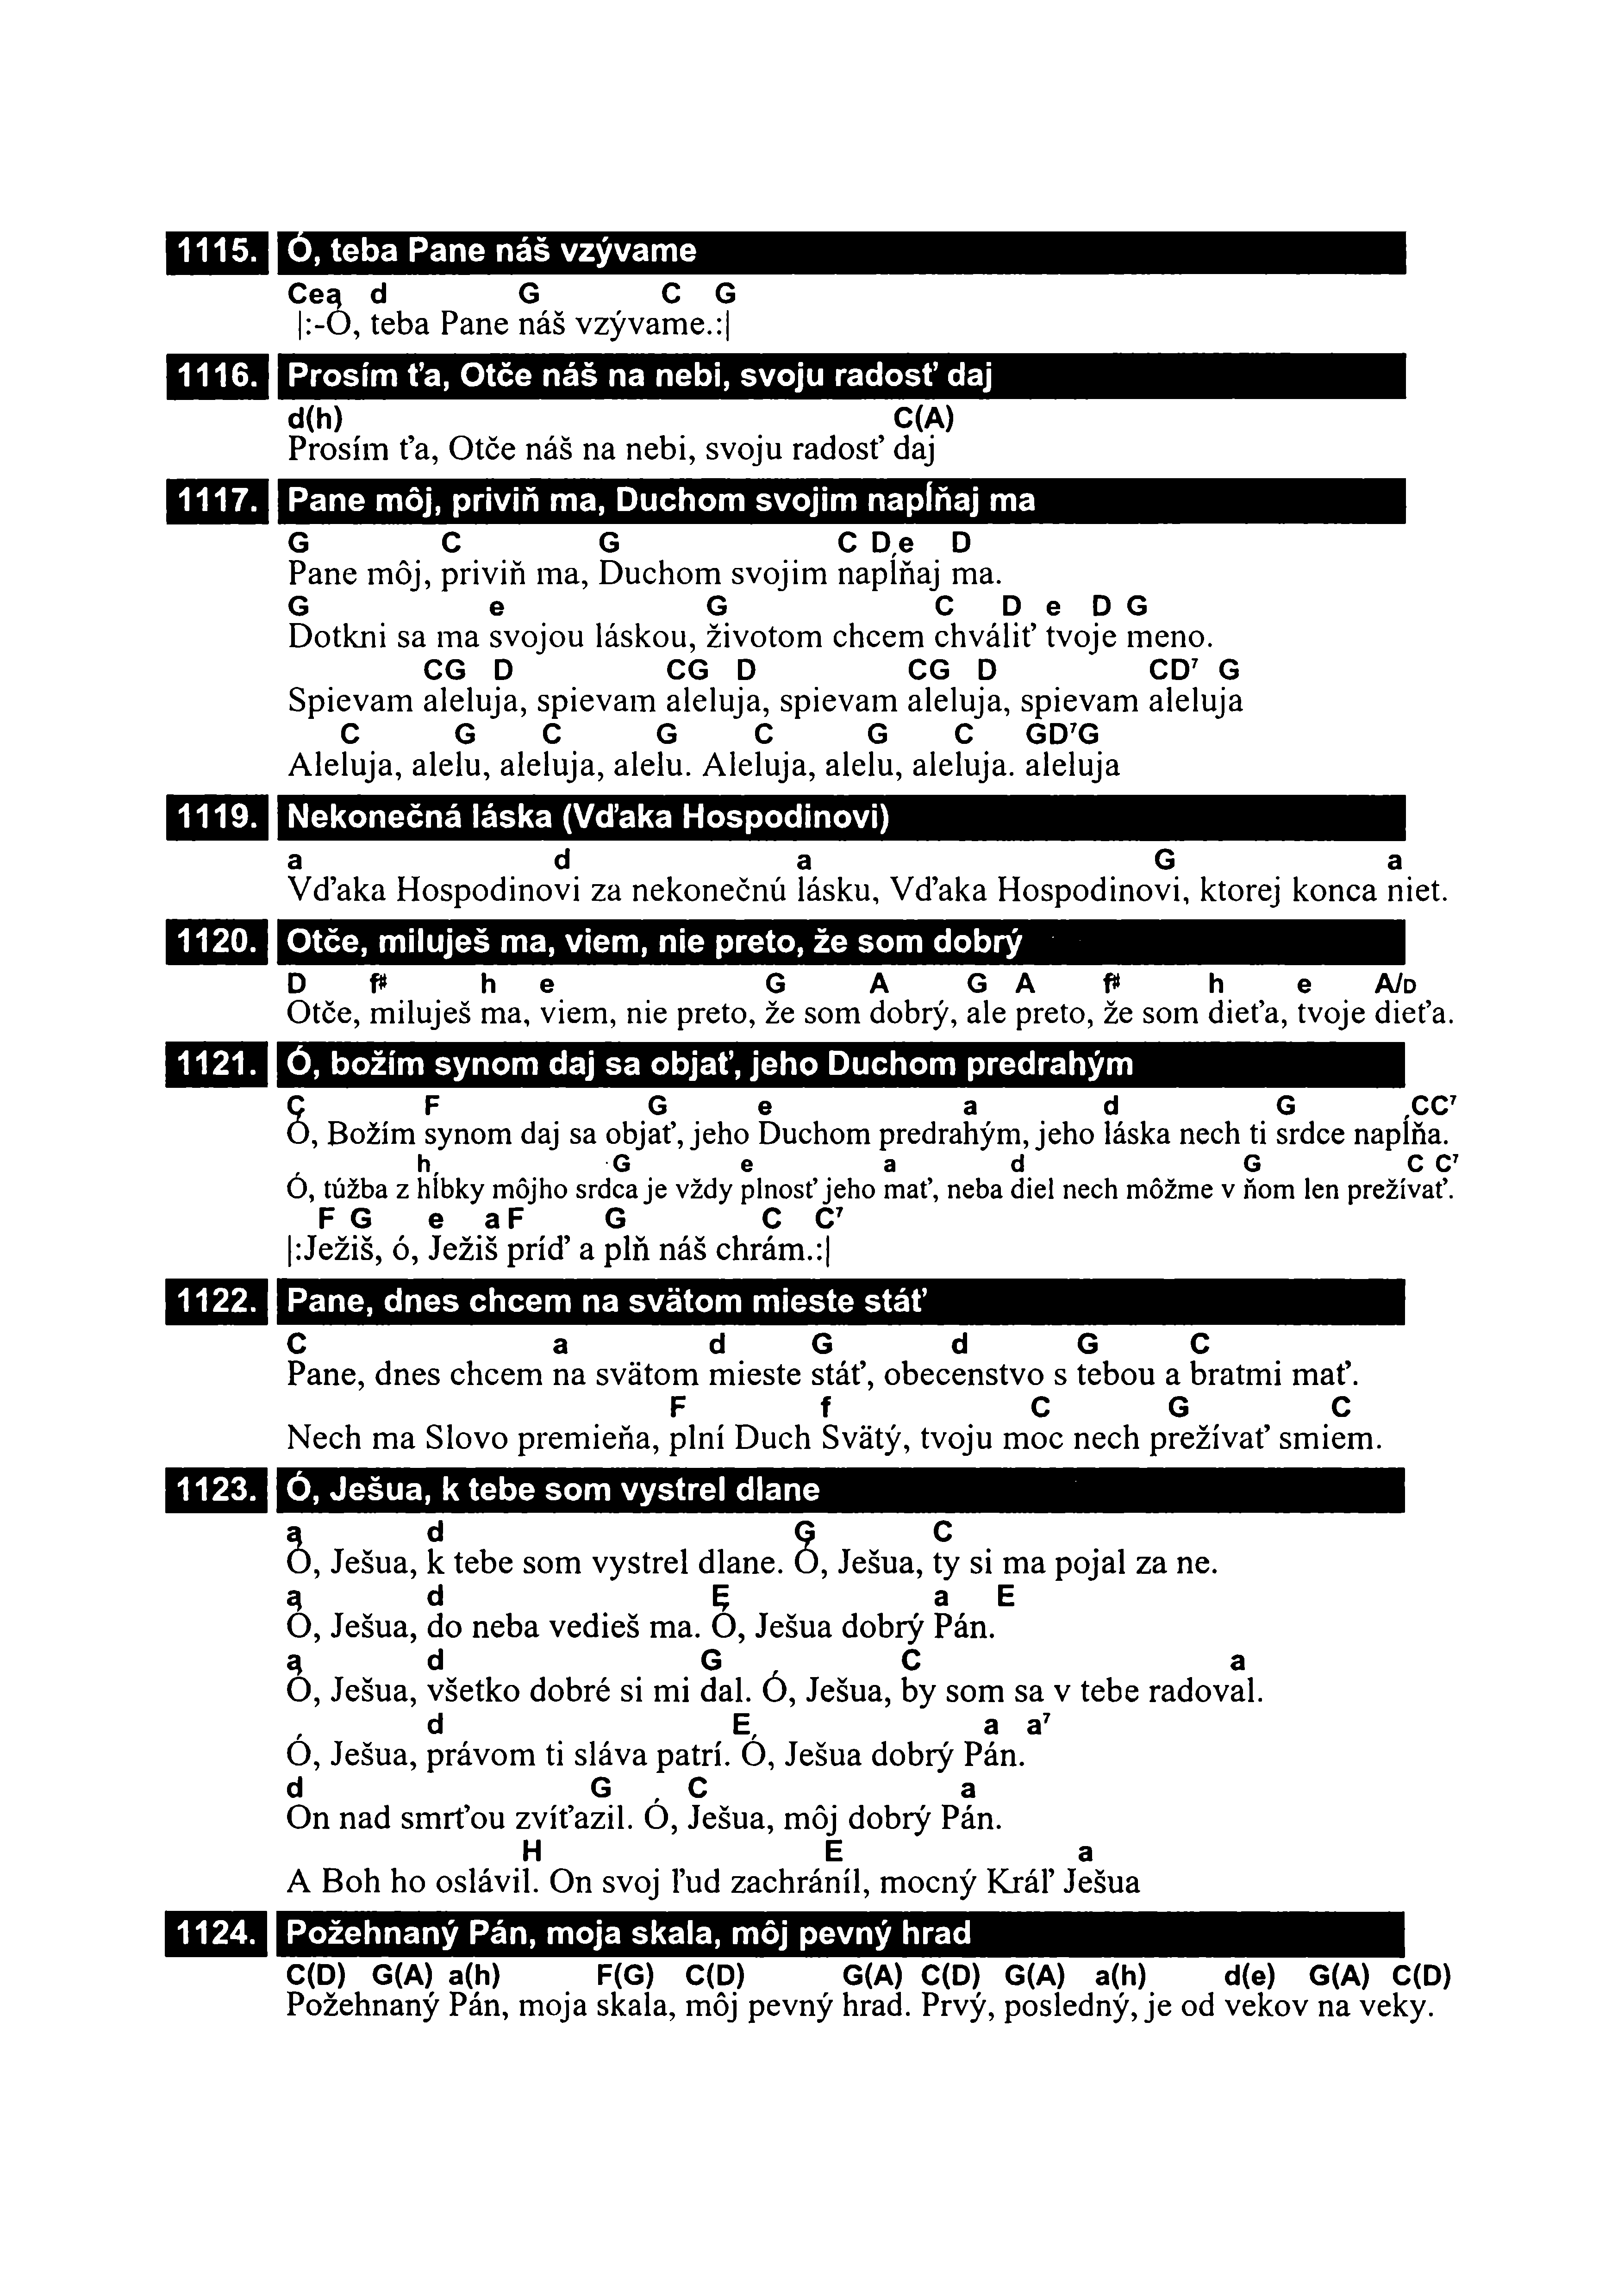 1115. Ó, teba Pane náš vzývame
Cea d G C G
|:-Ó, teba Pane náš vzývame.:|
1116. Prosím ťa, Otče náš na nebi, svoju radosť daj
d(h) C(A)
Prosím ťa, Otče náš na nebi, svoju radosť daj
1117. Pane môj, priviň ma, Duchom svojim napĺňaj ma
G C G C D e D
Pane môj, priviň ma, Duchom svojim napĺňaj ma.
G e G C D e D G
Dotkni sa ma svojou láskou, životom chcem chváliť tvoje meno.
CG D CG D CG D CD⁷ G
Spievam aleluja, spievam aleluja, spievam aleluja, spievam aleluja
C G C G C G C GD⁷G
Aleluja, alelu, aleluja, alelu. Aleluja, alelu, aleluja. aleluja
1119. Nekonečná láska (Vďaka Hospodinovi)
a d a G a
Vďaka Hospodinovi za nekonečnú lásku, Vďaka Hospodinovi, ktorej konca niet.
1120. Otče, miluješ ma, viem, nie preto, že som dobrý
D f# h e G A G A f# h e A/D
Otče, miluješ ma, viem, nie preto, že som dobrý, ale preto, že som dieťa, tvoje dieťa.
1121. Ó, božím synom daj sa objať, jeho Duchom predrahým
C F G e a d G CC⁷
Ó, Božím synom daj sa objať, jeho Duchom predrahým, jeho láska nech ti srdce napĺňa.
h G e a d G C C⁷
Ó, túžba z hĺbky môjho srdca je vždy plnosť jeho mať, neba diel nech môžme v ňom len prežívať.
F G e a F G C C⁷
|:Ježiš, ó, Ježiš príď a plň náš chrám.:|
1122. Pane, dnes chcem na svätom mieste stáť
C a d G d G C
Pane, dnes chcem na svätom mieste stáť, obecenstvo s tebou a bratmi mať.
F f C G C
Nech ma Slovo premieňa, plní Duch Svätý, tvoju moc nech prežívať smiem.
1123. Ó, Ješua, k tebe som vystrel dlane
a d G C
Ó, Ješua, k tebe som vystrel dlane. Ó, Ješua, ty si ma pojal za ne.
a d E a E
Ó, Ješua, do neba vedieš ma. Ó, Ješua dobrý Pán.
a d G C a
Ó, Ješua, všetko dobré si mi dal. Ó, Ješua, by som sa v tebe radoval.
d E a a⁷
Ó, Ješua, právom ti sláva patrí. Ó, Ješua dobrý Pán.
d G C a
On nad smrťou zvíťazil. Ó, Ješua, môj dobrý Pán.
H E a
A Boh ho oslávil. On svoj ľud zachráníl, mocný Kráľ Ješua
1124. Požehnaný Pán, moja skala, môj pevný hrad
C(D) G(A) a(h) F(G) C(D) G(A) C(D) G(A) a(h) d(e) G(A) C(D)
Požehnaný Pán, moja skala, môj pevný hrad. Prvý, posledný, je od vekov na veky.